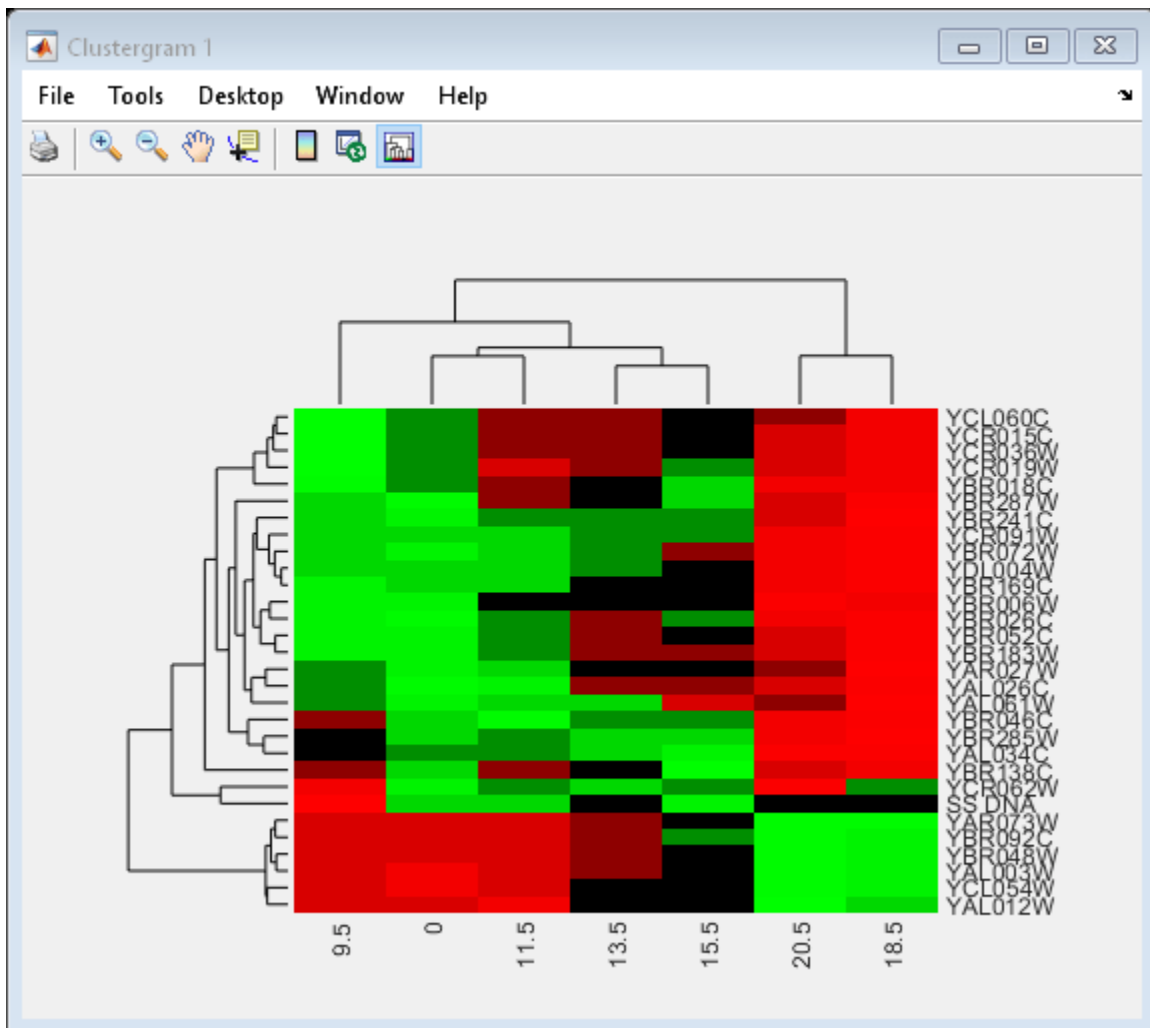 Clustergram 1
File Tools Desktop Window Help
YCL060C
YCR015C
YCR036W
YCR019W
YBR018C
YBR287W
YBR241C
YCR091W
YBR072W
YDL004W
YBR169C
YBR006W
YBR026C
YBR052C
YBR183W
YAR027W
YAL026C
YAL061W
YBR046C
YBR285W
YAL034C
YBR138C
YCR062W
SS DNA
YAR073W
YBR092C
YBR048W
YAL003W
YCL054W
YAL012W
9.5 0 11.5 13.5 15.5 20.5 18.5